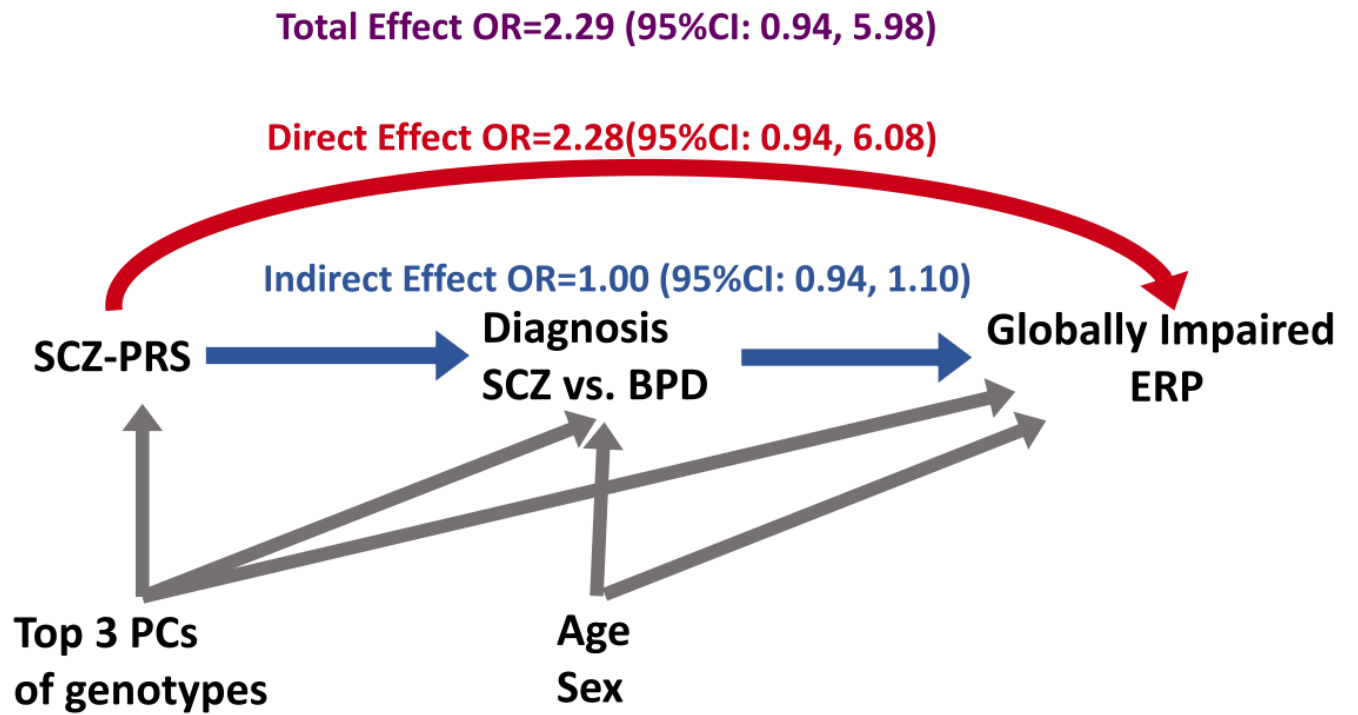 Total Effect OR=2.29 (95%CI: 0.94, 5.98)
Direct Effect OR=2.28(95%CI: 0.94, 6.08)
Indirect Effect OR=1.00 (95%CI: 0.94, 1.10)
SCZ-PRS
Diagnosis
SCZ vs. BPD
Globally Impaired
ERP
Top 3 PCs
of genotypes
Age
Sex